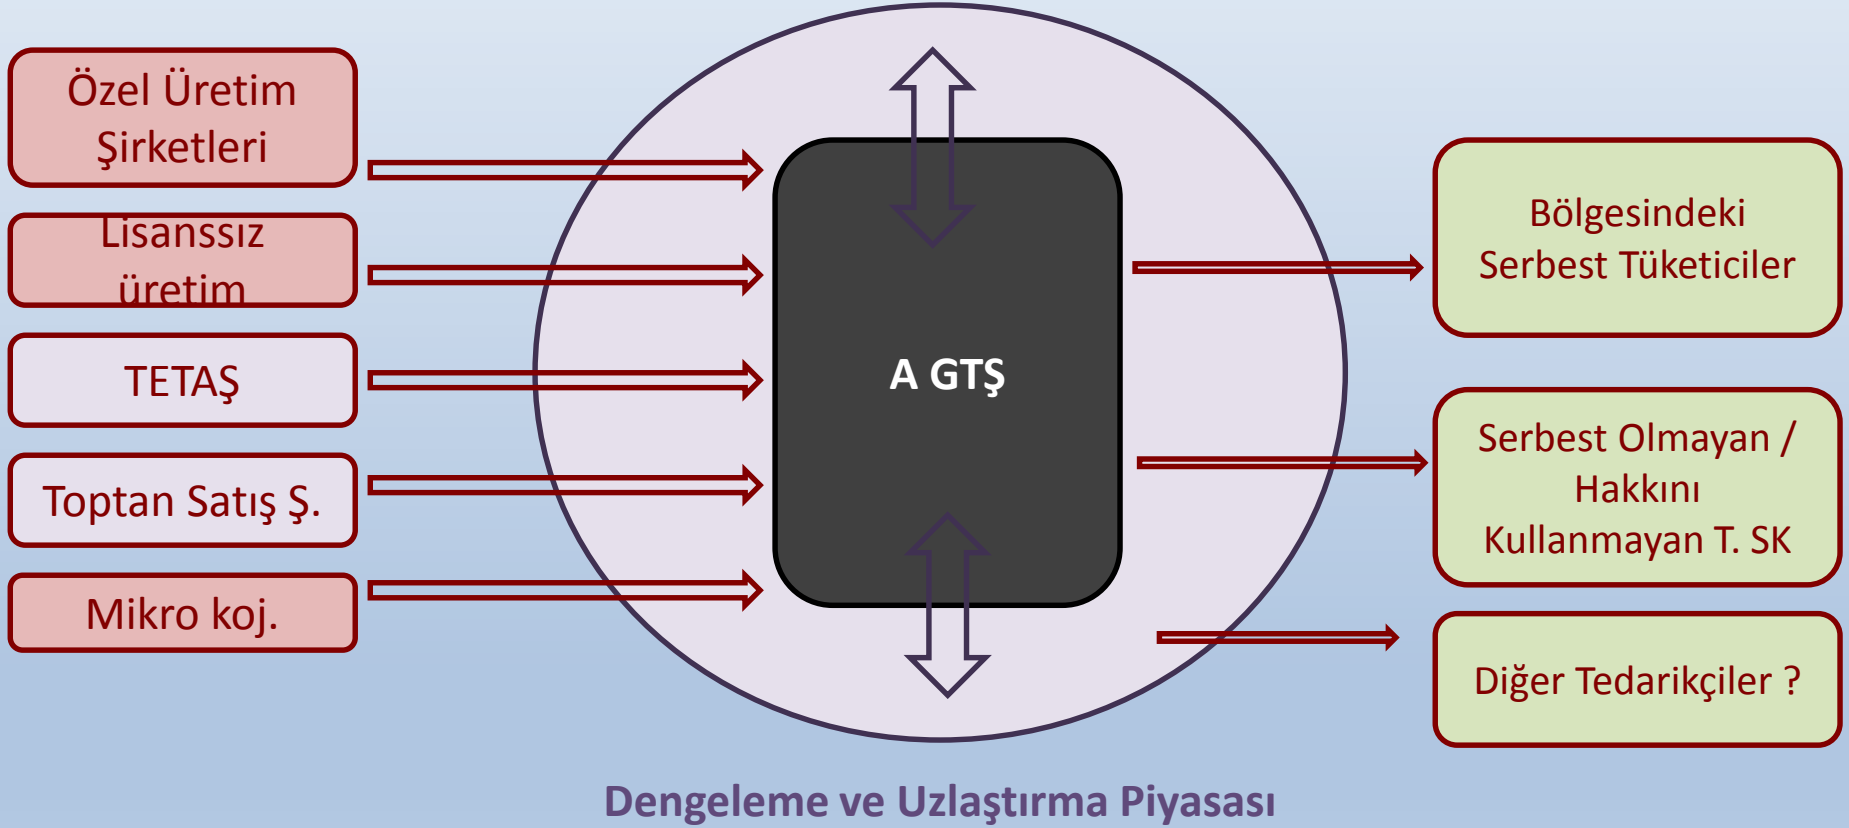 Özel Üretim
Şirketleri
Lisanssız
üretim
TETAŞ
Toptan Satış Ş.
Mikro koj.
A GTŞ
Bölgesindeki
Serbest Tüketiciler
Serbest Olmayan /
Hakkını
Kullanmayan T. SK
Diğer Tedarikçiler ?
Dengeleme ve Uzlaştırma Piyasası